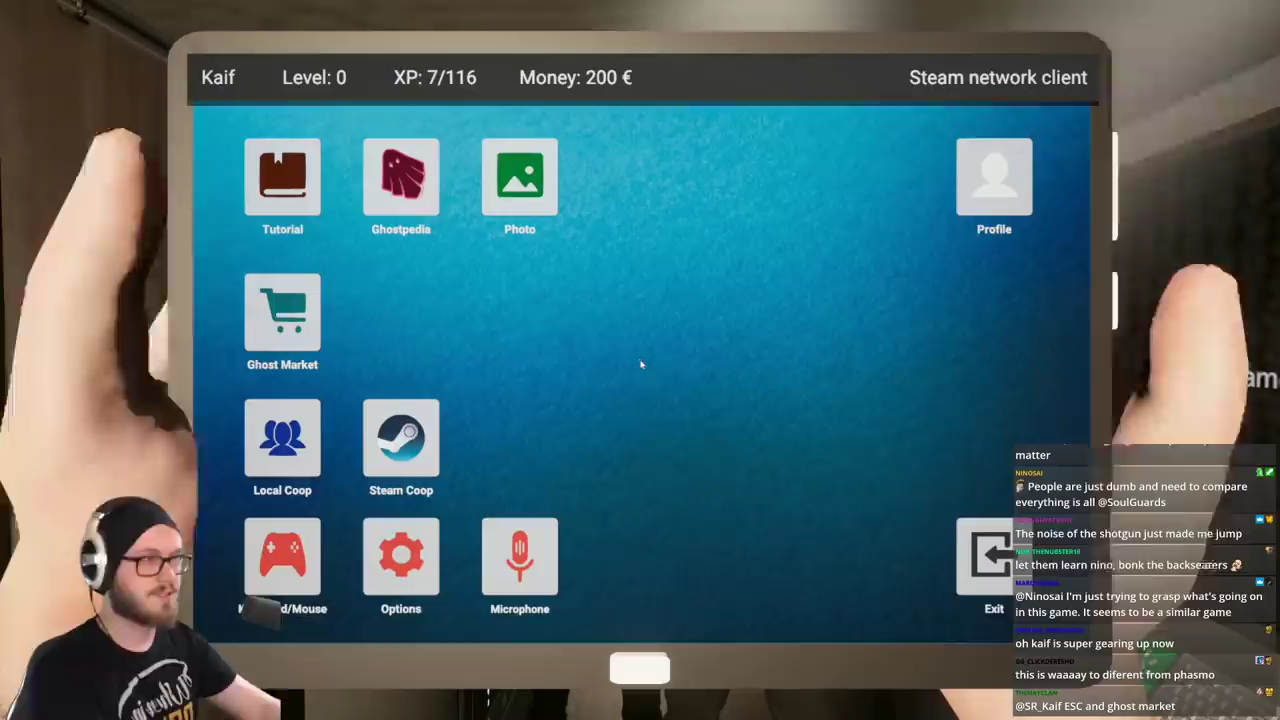 Kaif Level: 0 XP: 7/116 Money: 200 € Steam network client
Tutorial Ghostpedia Photo Profile
Ghost Market
Local Coop Steam Coop
Options Microphone Exit
matter
NINOSAI
People are just dumb and need to compare
everything is all @SoulGuards
The noise of the shotgun just made me jump
NUB_THENUBSTER16
let them learn nino, bonk the backseaters
@Ninosai I'm just trying to grasp what's going on
in this game. It seems to be a similar game
oh kaif is super gearing up now
this is waaaay to diferent from phasmo
@SR_Kaif ESC and ghost market